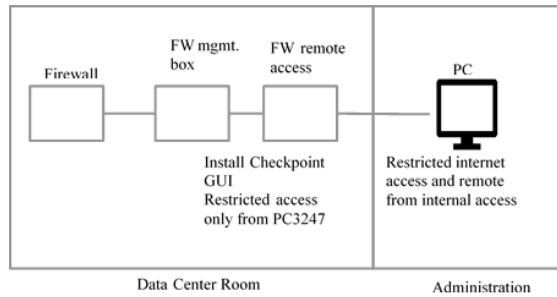 Firewall
FW mgmt.
box
FW remote
access
PC
Install Checkpoint
GUI
Restricted access
only from PC3247
Restricted internet
access and remote
from internal access
Data Center Room
Administration